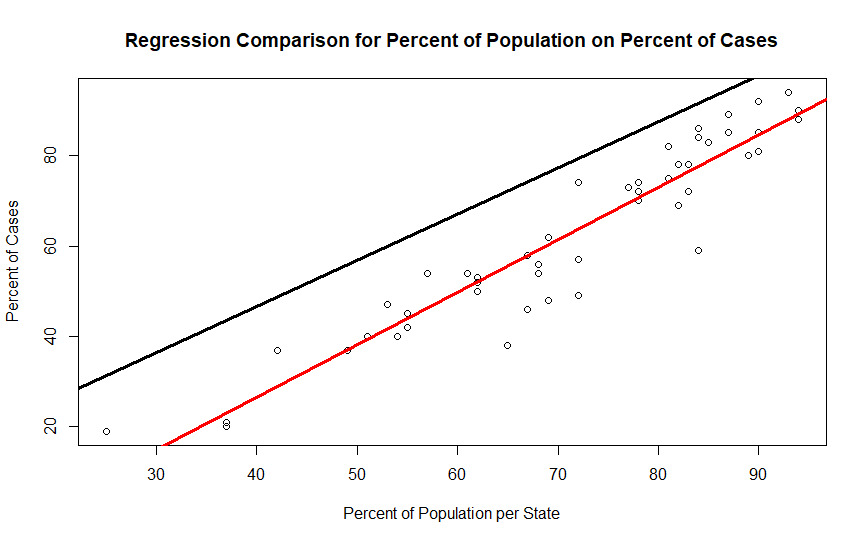 Regression Comparison for Percent of Population on Percent of Cases
Percent of Cases
80
60
40
20
30 40 50 60 70 80 90
Percent of Population per State